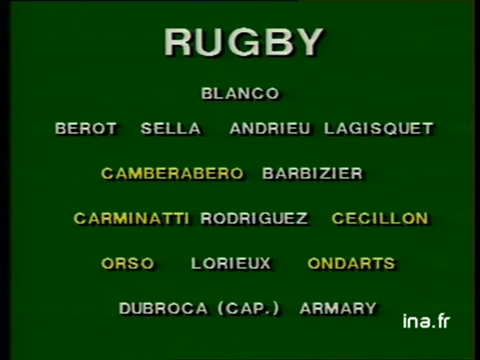 RUGBY
BLANCO
BEROT SELLA ANDRIEU LAGISQUET
CAMBERABERO BARBIZIER
CARMINATTI RODRIGUEZ CECILLON
ORSO LORIEUX ONDARTS
DUBROCA (CAP.) ARMARY
ina.fr